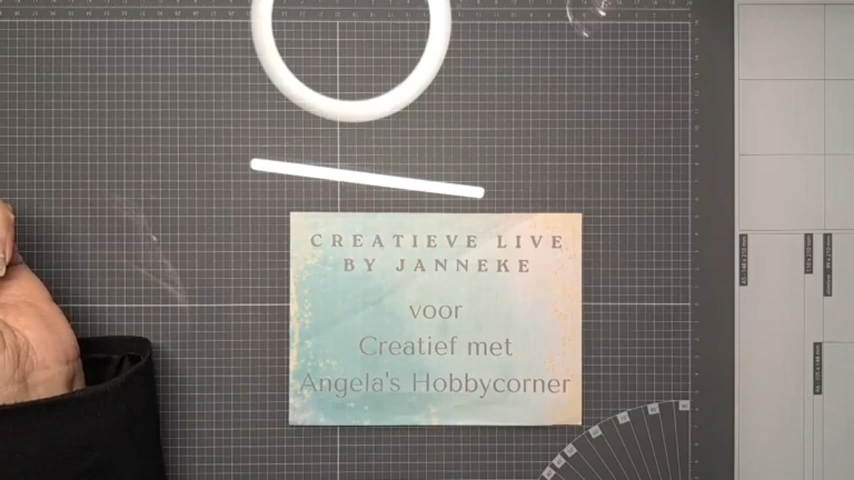 CREATIEVE LIVE
BY JANNEKE
voor
Creatief met
Angela's Hobbycorner